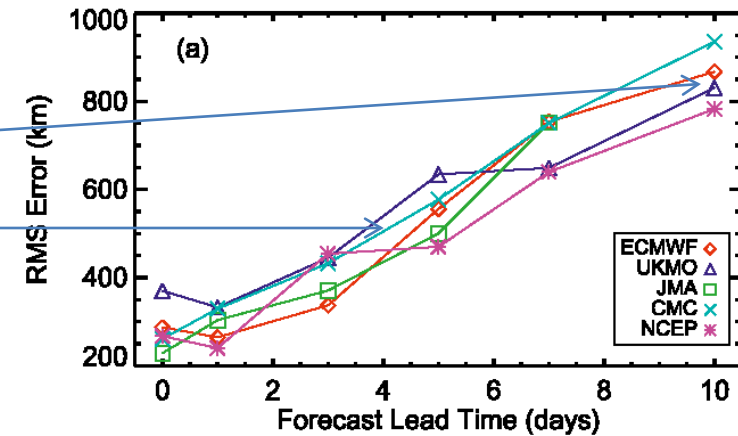 1000
800
600
400
200
RMS Error (km)
(a)
ECMWF
UKMO
JMA
CMC
NCEP
0 2 4 6 8 10
Forecast Lead Time (days)